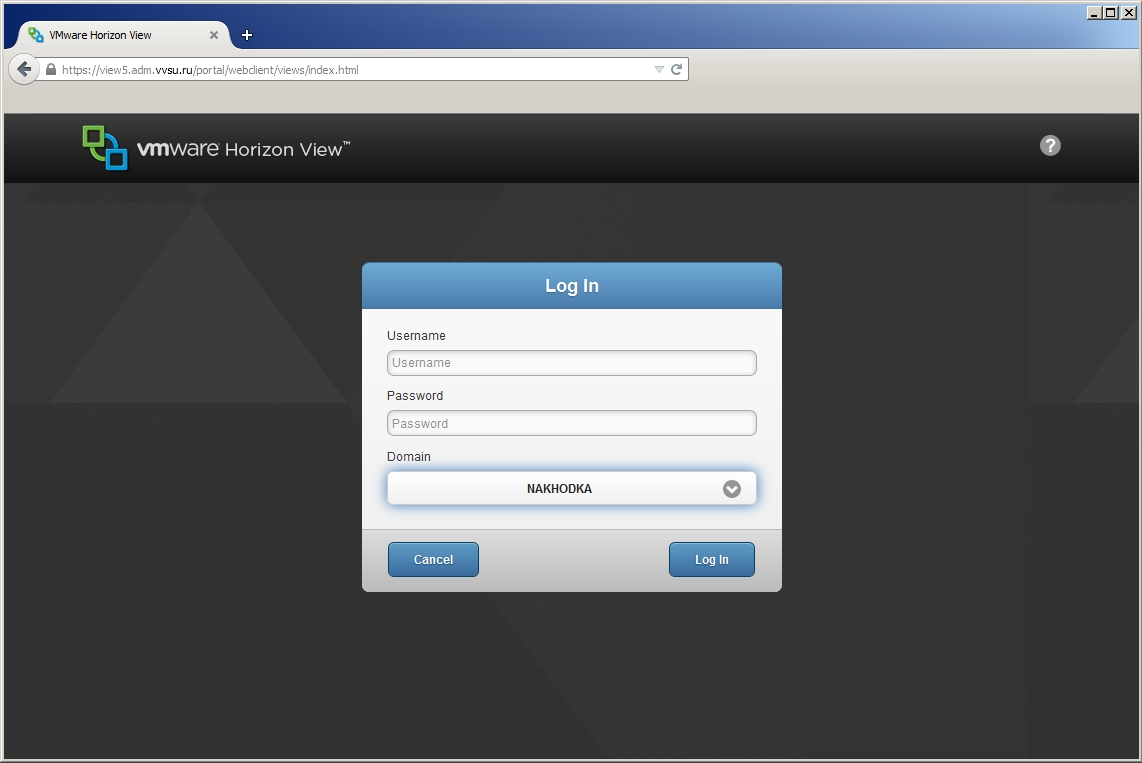 VMware Horizon View
https://view5.adm.vvsu.ru/portal/webclient/views/index.html
vmware Horizon View™
?
Log In
Username
Username
Password
Password
Domain
NAKHODKA
Cancel
Log In